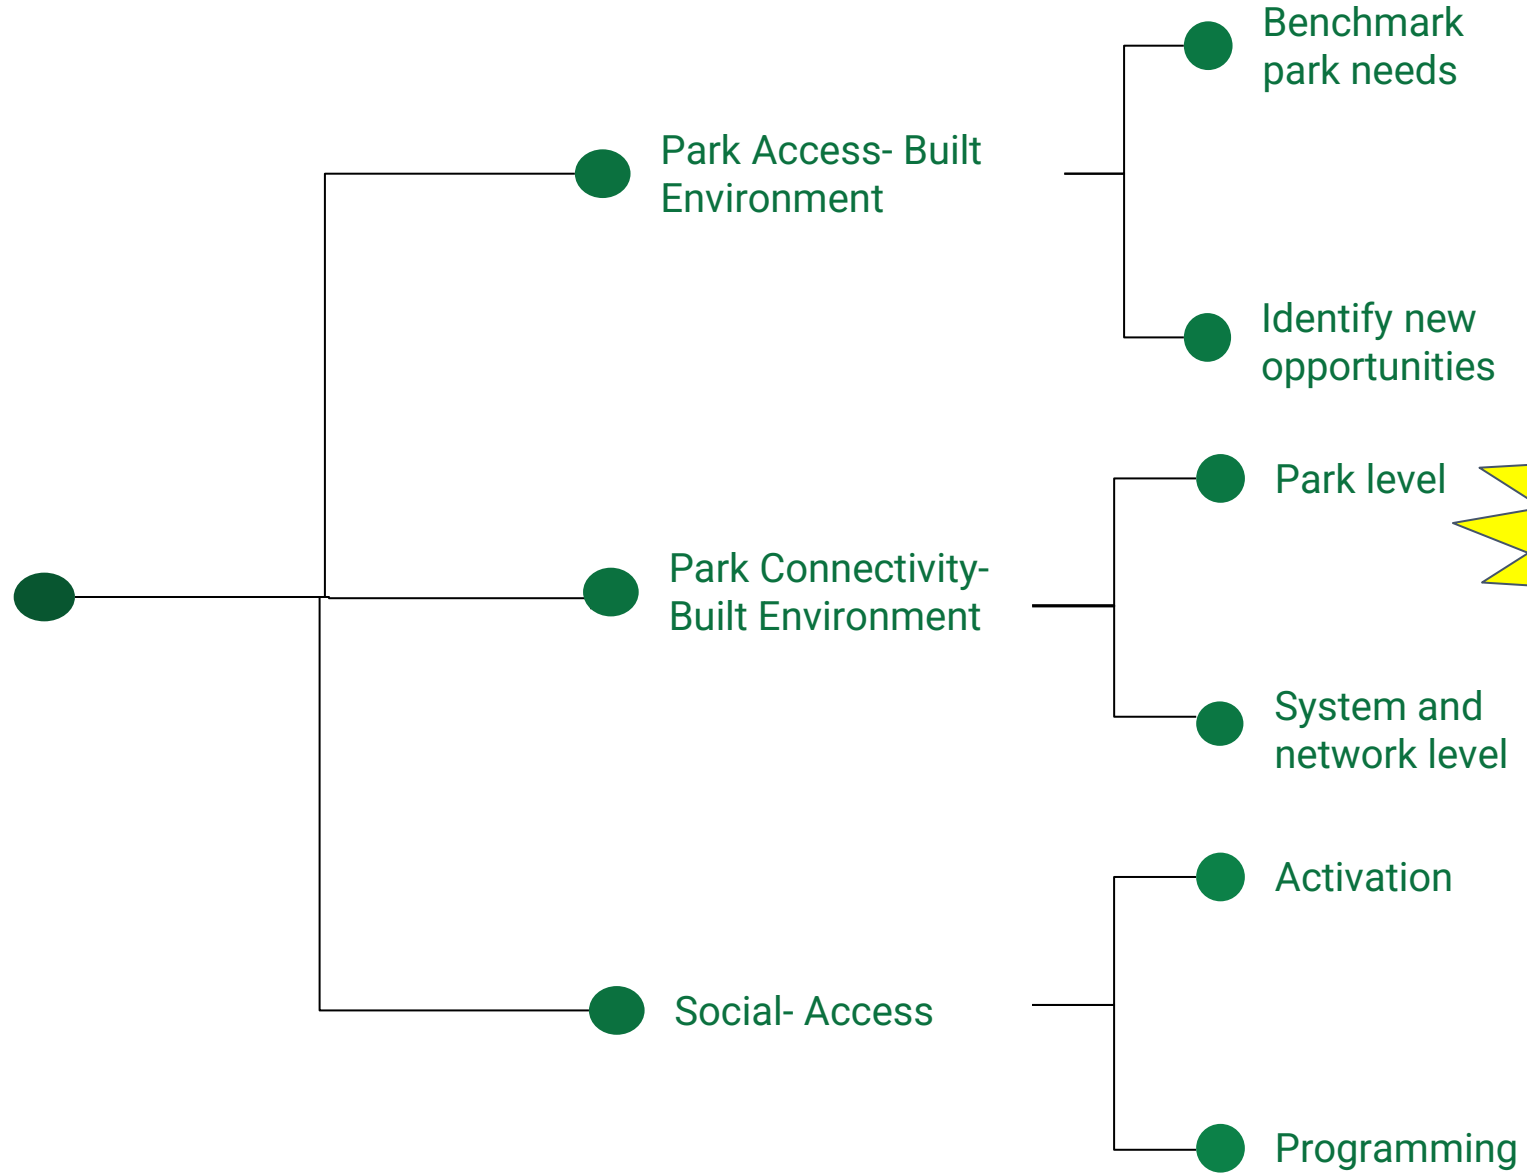 Benchmark
park needs
Park Access- Built
Environment
Identify new
opportunities
Park level
Park Connectivity-
Built Environment
System and
network level
Activation
Social- Access
Programming